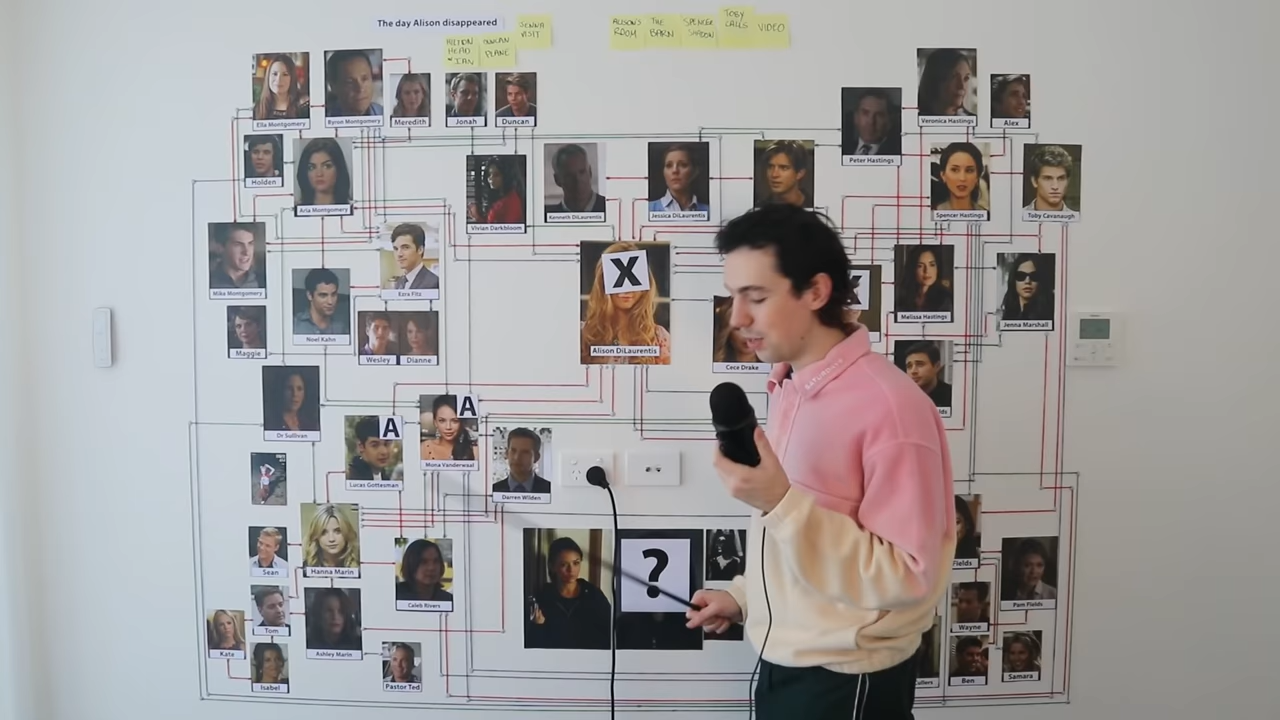 The day Alison disappeared
JENNA
VISIT
HILTON
HEAD
+ IAN
DUNCAN
PLANE
ALISON'S
ROOM
THE
BARN
SPENCER
TOBY
CALLS
VIDEO
Ella Montgomery
Byron Montgomery
Meredith
Jonah
Duncan
Veronica Hastings
Alex
Peter Hastings
Holden
Aria Montgomery
Vivian Darkbloom
Kenneth DiLaurentis
Jessica DiLaurentis
Spencer Hastings
Toby Cavanaugh
Mike Montgomery
Ezra Fitz
X
Alison DiLaurentis
X
Melissa Hastings
Jenna Marshall
Noel Kahn
Maggie
Wesley
Dianne
Cece Drake
SATURDAYS
Dr Sullivan
A
Lucas Gottesman
A
Mona Vanderwaal
Darren Wilden
Sean
Hanna Marin
Caleb Rivers
?
Fields
Pam Fields
Kate
Tom
Ashley Marin
Isabel
Pastor Ted
Wayne
Ben
Samara